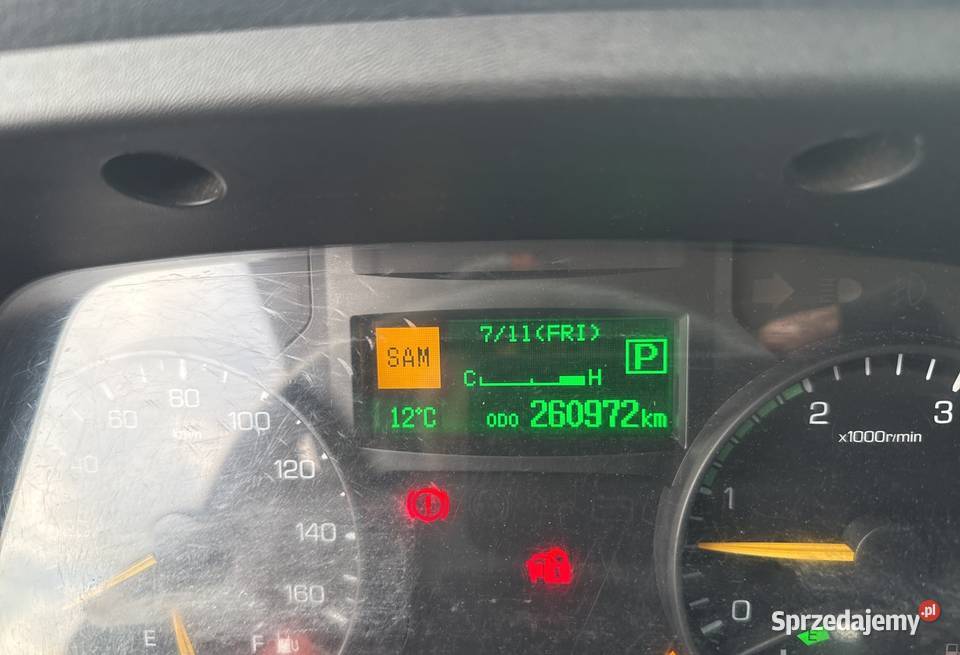 7/11(FRI)
SAM
P
C H
12°C ODO 260972km
60 80 100
km/h
40
120
140
160
E F
2 3
x1000r/min
1
0
E
Sprzedajemy.pl